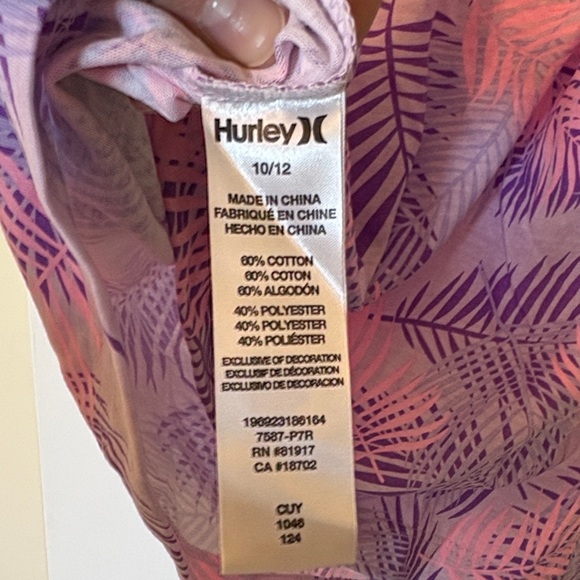 Hurley
10/12
MADE IN CHINA
FABRIQUÉ EN CHINE
HECHO EN CHINA
60% COTTON
60% COTON
60% ALGODÓN
40% POLYESTER
40% POLYESTER
40% POLIÉSTER
EXCLUSIVE OF DECORATION
EXCLUSIF DE DÉCORATION
EXCLUSIVO DE DECORACION
196923186164
7587-P7R
RN #81917
CA #18702
CUY
1046
124